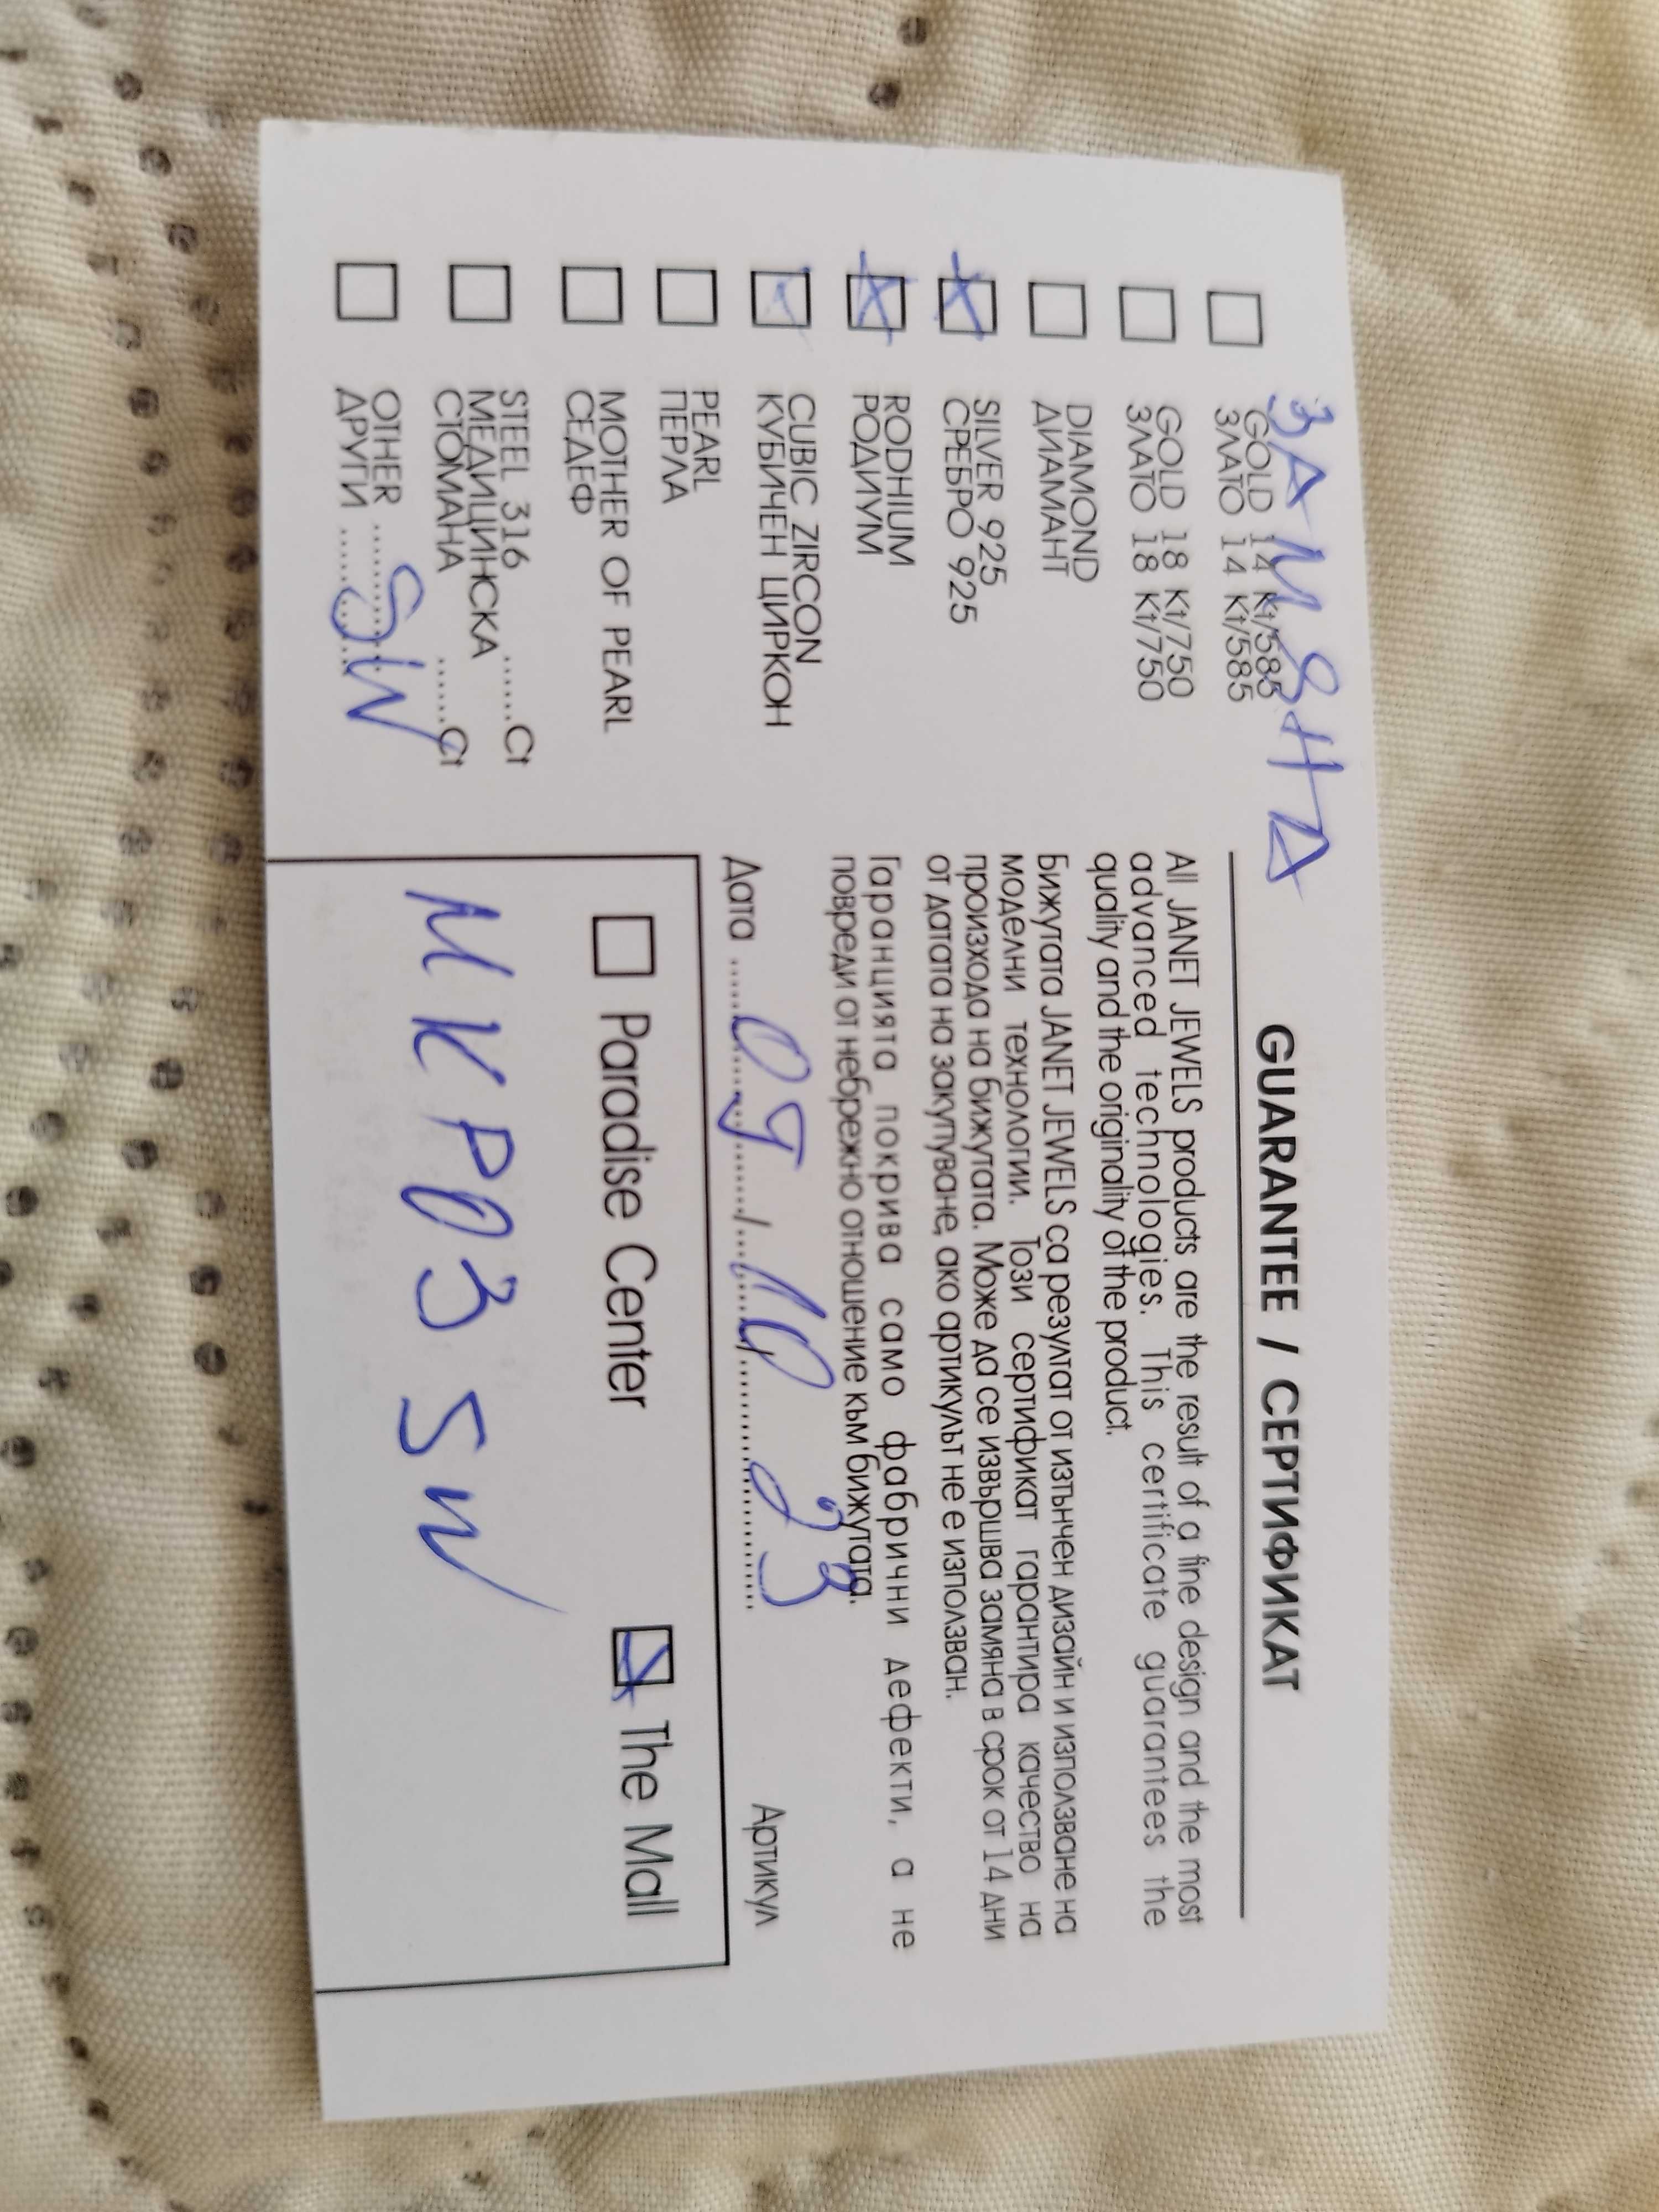 ЗАМЯНА
GOLD 14 Kt/585
ЗЛАТО 14 Kt/585
GOLD 18 Kt/750
ЗЛАТО 18 Kt/750
DIAMOND
ДИАМАНТ
SILVER 925
СРЕБРО 925
RODHIUM
РОДИУМ
CUBIC ZIRCON
КУБИЧЕН ЦИРКОН
PEARL
ПЕРЛА
MOTHER OF PEARL
СЕДЕФ
STEEL 316 ......Ct
МЕДИЦИНСКА
СТОМАНА ......Ct
OTHER ..........
ДРУГИ .......... SW
GUARANTEE / СЕРТИФИКАТ
All JANET JEWELS products are the result of a fine design and the most
advanced technologies. This certificate guarantees the
quality and the originality of the product.
Бижутата JANET JEWELS са резултат от изтънчен дизайн и използване на
моделни технологии. Този сертификат гарантира качество на
произхода на бижутата. Може да се извършва замяна в срок от 14 дни
от датата на закупуване, ако артикулът не е използван.
Гаранцията покрива само фабрични дефекти, а не
повреди от небрежно отношение към бижутата.
Дата ..... / 10 / 23 Артикул
Paradise Center The Mall
MKP03SW